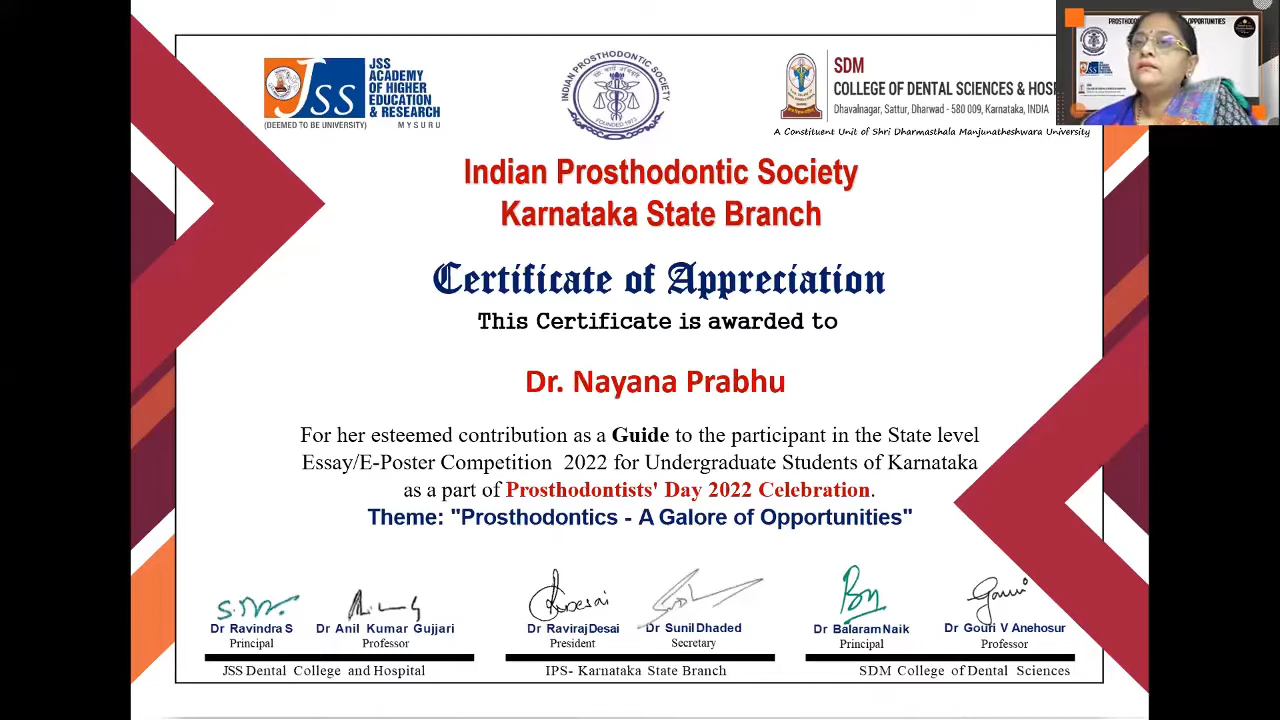 JSS
JSS
ACADEMY
OF HIGHER
EDUCATION
& RESEARCH
(DEEMED TO BE UNIVERSITY) MYSURU
INDIAN PROSTHODONTIC SOCIETY
FOUNDED 1973
SDM
COLLEGE OF DENTAL SCIENCES & HOSP
Dhavalnagar, Sattur, Dharwad - 580 009, Karnataka, INDIA
A Constituent Unit of Shri Dharmasthala Manjunatheshwara University
Indian Prosthodontic Society
Karnataka State Branch
Certificate of Appreciation
This Certificate is awarded to
Dr. Nayana Prabhu
For her esteemed contribution as a Guide to the participant in the State level
Essay/E-Poster Competition 2022 for Undergraduate Students of Karnataka
as a part of Prosthodontists' Day 2022 Celebration.
Theme: "Prosthodontics - A Galore of Opportunities"
Dr Ravindra S
Principal
Dr Anil Kumar Gujjari
Professor
JSS Dental College and Hospital
Dr Raviraj Desai
President
Dr Sunil Dhaded
Secretary
IPS- Karnataka State Branch
Dr Balaram Naik
Principal
Dr Gouri V Anehosur
Professor
SDM College of Dental Sciences